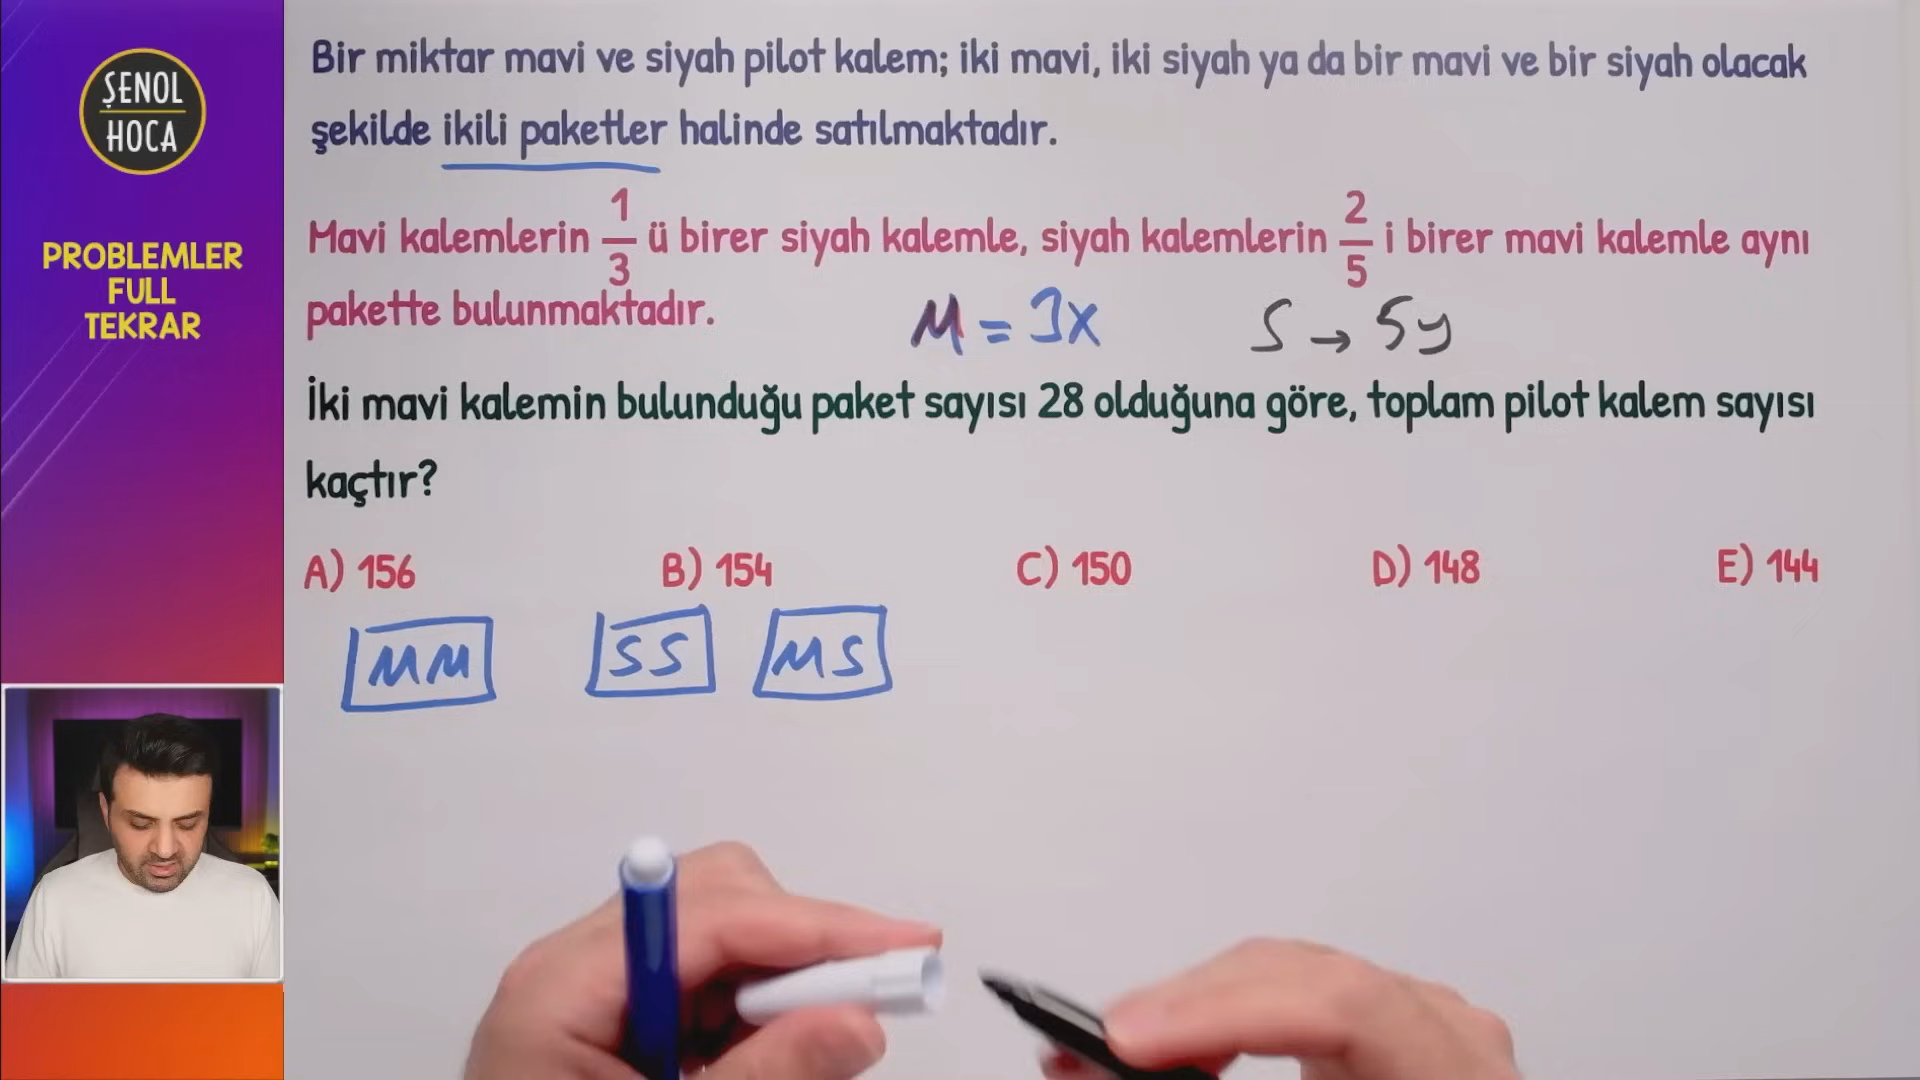 ŞENOL
HOCA
PROBLEMLER
FULL
TEKRAR
Bir miktar mavi ve siyah pilot kalem; iki mavi, iki siyah ya da bir mavi ve bir siyah olacak
şekilde ikili paketler halinde satılmaktadır.
Mavi kalemlerin 1/3 ü birer siyah kalemle, siyah kalemlerin 2/5 i birer mavi kalemle aynı
pakette bulunmaktadır.
M = 3x
S → 5y
İki mavi kalemin bulunduğu paket sayısı 28 olduğuna göre, toplam pilot kalem sayısı
kaçtır?
A) 156 B) 154 C) 150 D) 148 E) 144
MM SS MS